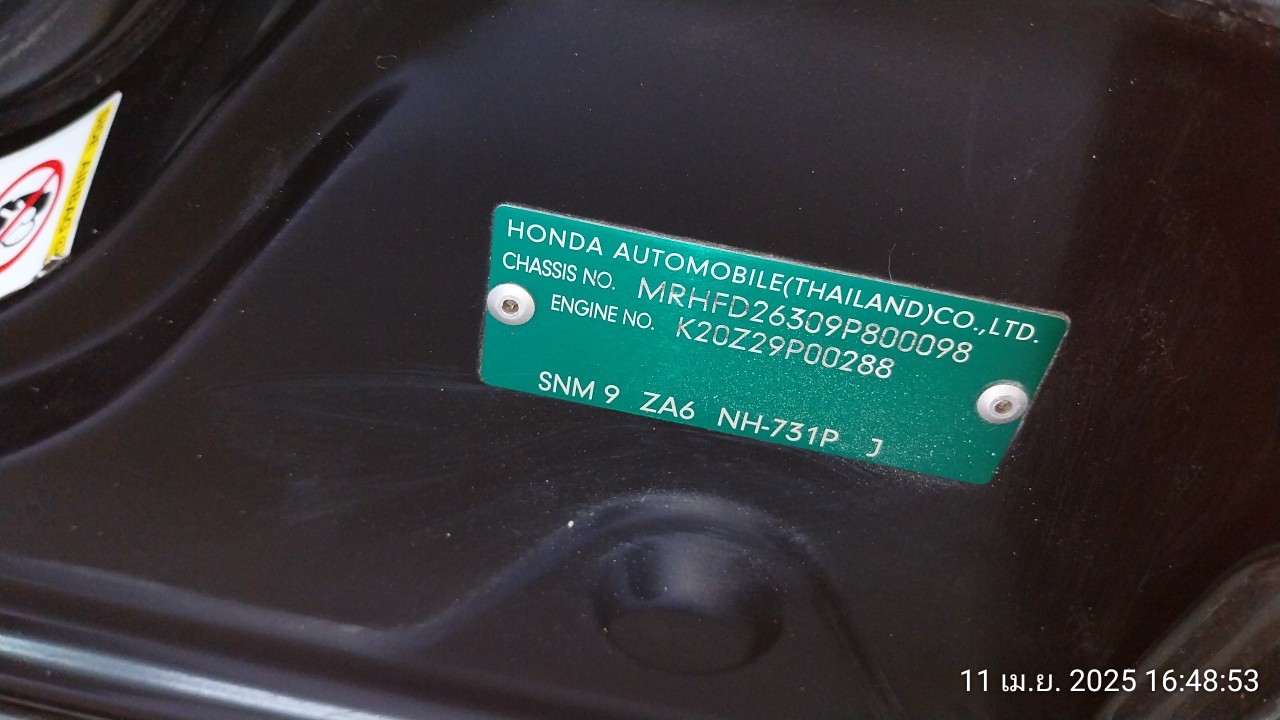 HONDA AUTOMOBILE(THAILAND)CO.,LTD.
CHASSIS NO. MRHFD26309P800098
ENGINE NO. K20Z29P00288
SNM 9 ZA6 NH-731P J
11 เม.ย. 2025 16:48:53